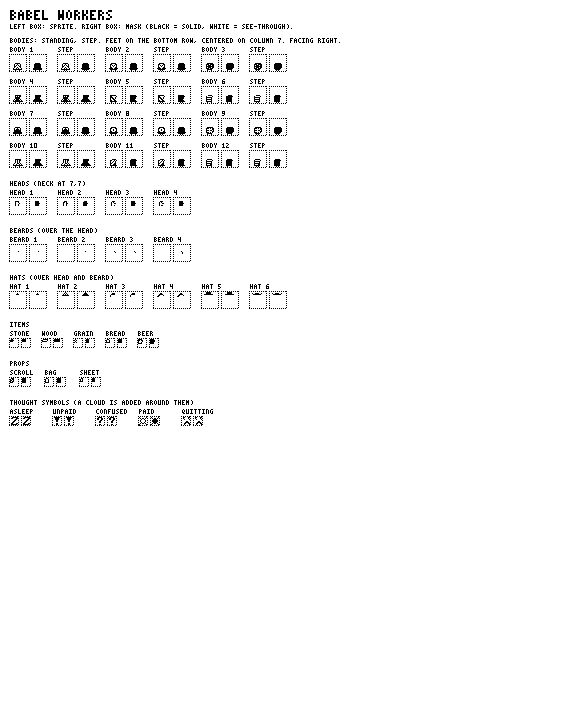 BABEL WORKERS
LEFT BOX: SPRITE. RIGHT BOX: MASK (BLACK = SOLID, WHITE = SEE-THROUGH).
BODIES: STANDING, STEP. FEET ON THE BOTTOM ROW, CENTERED ON COLUMN 7, FACING RIGHT.
BODY 1 STEP BODY 2 STEP BODY 3 STEP
BODY 4 STEP BODY 5 STEP BODY 6 STEP
BODY 7 STEP BODY 8 STEP BODY 9 STEP
BODY 10 STEP BODY 11 STEP BODY 12 STEP
HEADS (NECK AT 7,7)
HEAD 1 HEAD 2 HEAD 3 HEAD 4
BEARDS (OVER THE HEAD)
BEARD 1 BEARD 2 BEARD 3 BEARD 4
HATS (OVER HEAD AND BEARD)
HAT 1 HAT 2 HAT 3 HAT 4 HAT 5 HAT 6
ITEMS
STONE WOOD GRAIN BREAD BEER
PROPS
SCROLL BAG SHEET
THOUGHT SYMBOLS (A CLOUD IS ADDED AROUND THEM)
ASLEEP UNPAID CONFUSED PAID QUITTING